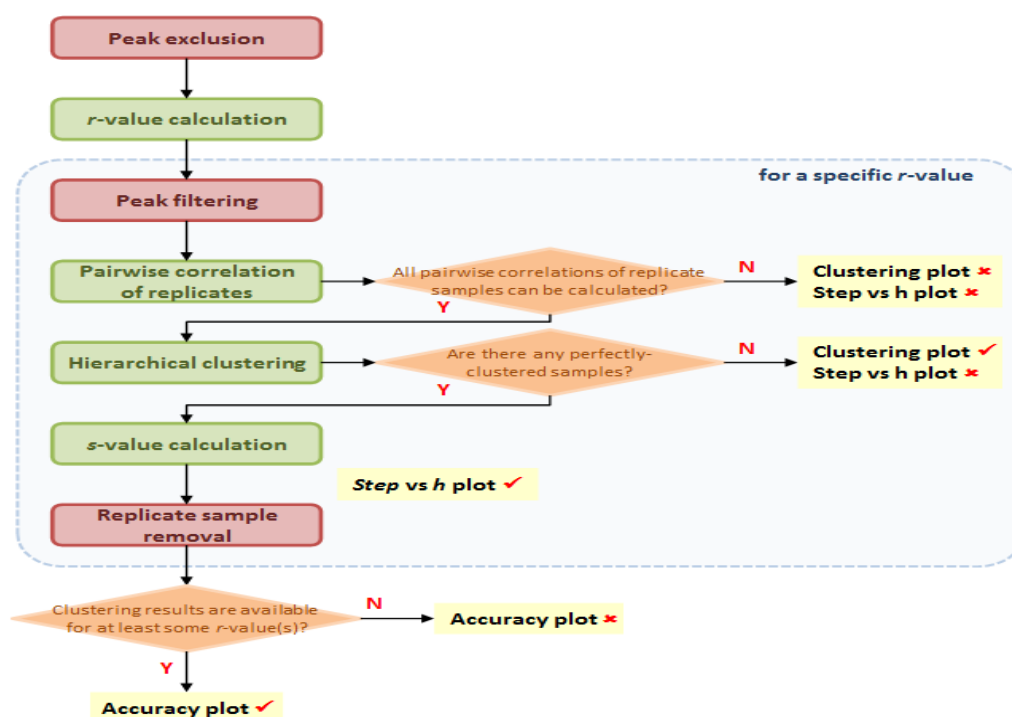 Peak exclusion
r-value calculation
for a specific r-value
Peak filtering
Pairwise correlation
of replicates
All pairwise correlations of replicate
samples can be calculated?
N
Clustering plot ✖
Step vs h plot ✖
Y
Hierarchical clustering
Are there any perfectly-
clustered samples?
N
Clustering plot ✓
Step vs h plot ✖
Y
s-value calculation
Step vs h plot ✓
Replicate sample
removal
Clustering results are available
for at least some r-value(s)?
N
Accuracy plot ✖
Y
Accuracy plot ✓